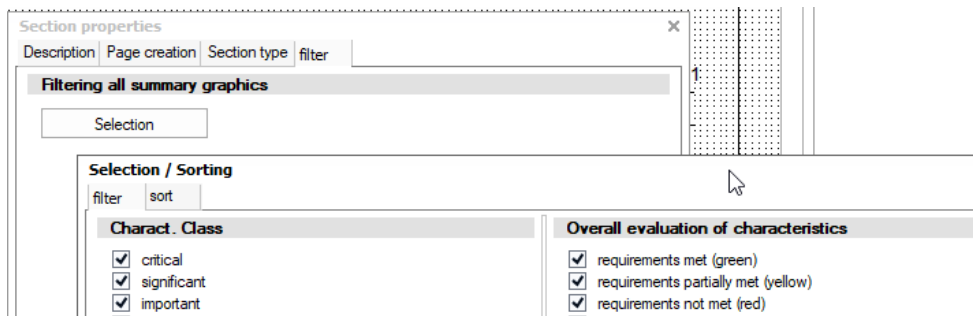 Section properties
Description Page creation Section type filter
Filtering all summary graphics
Selection
1
Selection / Sorting
filter sort
Charact. Class
critical
significant
important
Overall evaluation of characteristics
requirements met (green)
requirements partially met (yellow)
requirements not met (red)